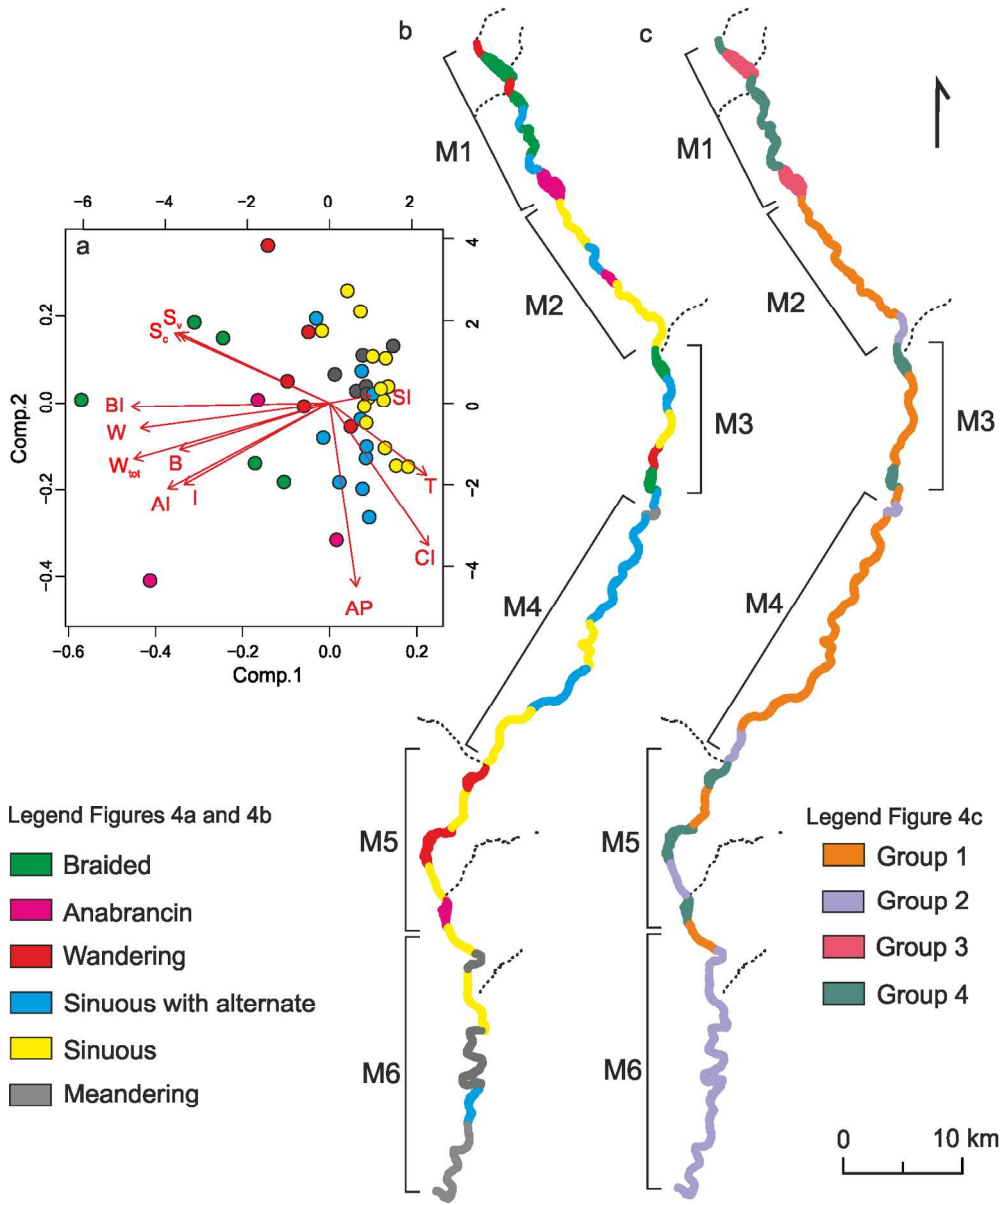 b
c
M1
M1
−6
−4
−2
0
2
a
M2
M2
4
2
0
−2
−4
0.2
0.0
−0.2
−0.4
Comp.2
Sv
Sc
BI
SI
W
B
Wtot
AI
I
T
CI
AP
M3
M3
−0.6
−0.4
−0.2
0.0
0.2
Comp.1
M4
M4
Legend Figures 4a and 4b
Braided
Anabrancin
Wandering
Sinuous with alternate
Sinuous
Meandering
M5
M5
Legend Figure 4c
Group 1
Group 2
Group 3
Group 4
M6
M6
0
10 km